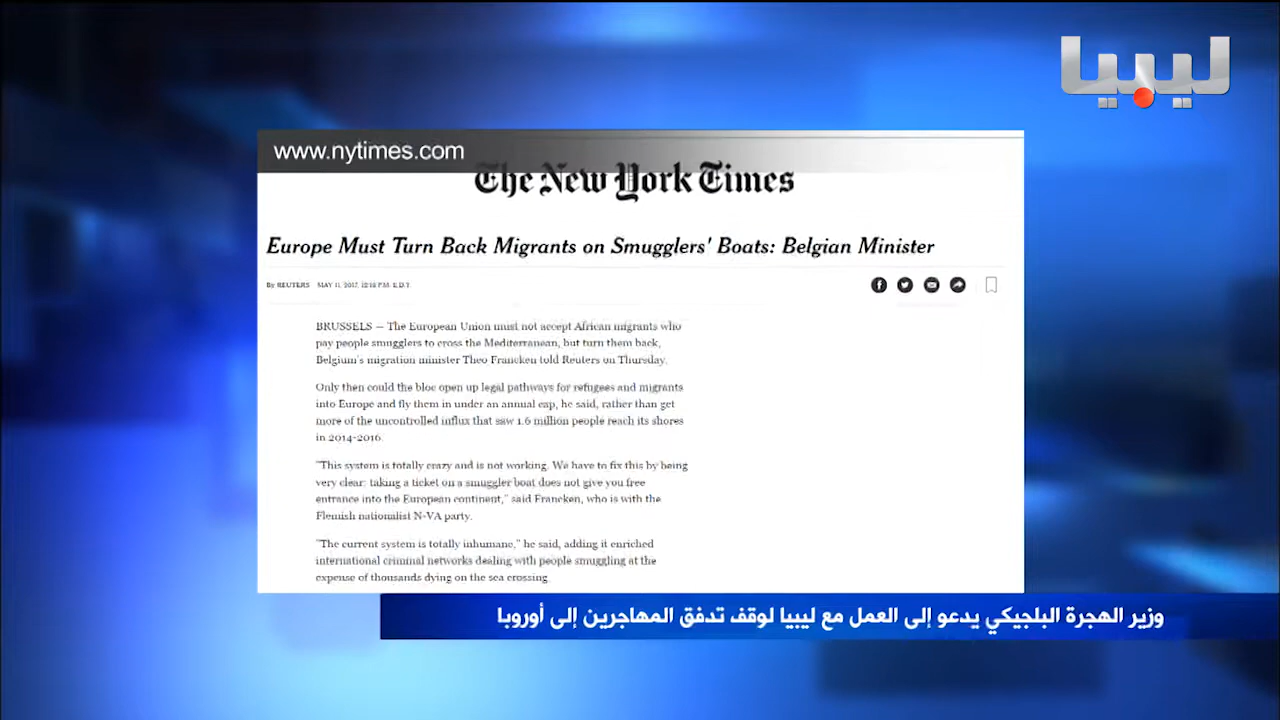 ليبيا
www.nytimes.com
The New York Times
Europe Must Turn Back Migrants on Smugglers' Boats: Belgian Minister
By REUTERS MAY 11, 2017, 12:18 P.M. E.D.T.
BRUSSELS — The European Union must not accept African migrants who
pay people smugglers to cross the Mediterranean, but turn them back,
Belgium's migration minister Theo Francken told Reuters on Thursday.
Only then could the bloc open up legal pathways for refugees and migrants
into Europe and fly them in under an annual cap, he said, rather than get
more of the uncontrolled influx that saw 1.6 million people reach its shores
in 2014-2016.
"This system is totally crazy and is not working. We have to fix this by being
very clear: taking a ticket on a smuggler boat does not give you free
entrance into the European continent," said Francken, who is with the
Flemish nationalist N-VA party.
"The current system is totally inhumane," he said, adding it enriched
international criminal networks dealing with people smuggling at the
expense of thousands dying on the sea crossing
وزير الهجرة البلجيكي يدعو إلى العمل مع ليبيا لوقف تدفق المهاجرين إلى أوروبا